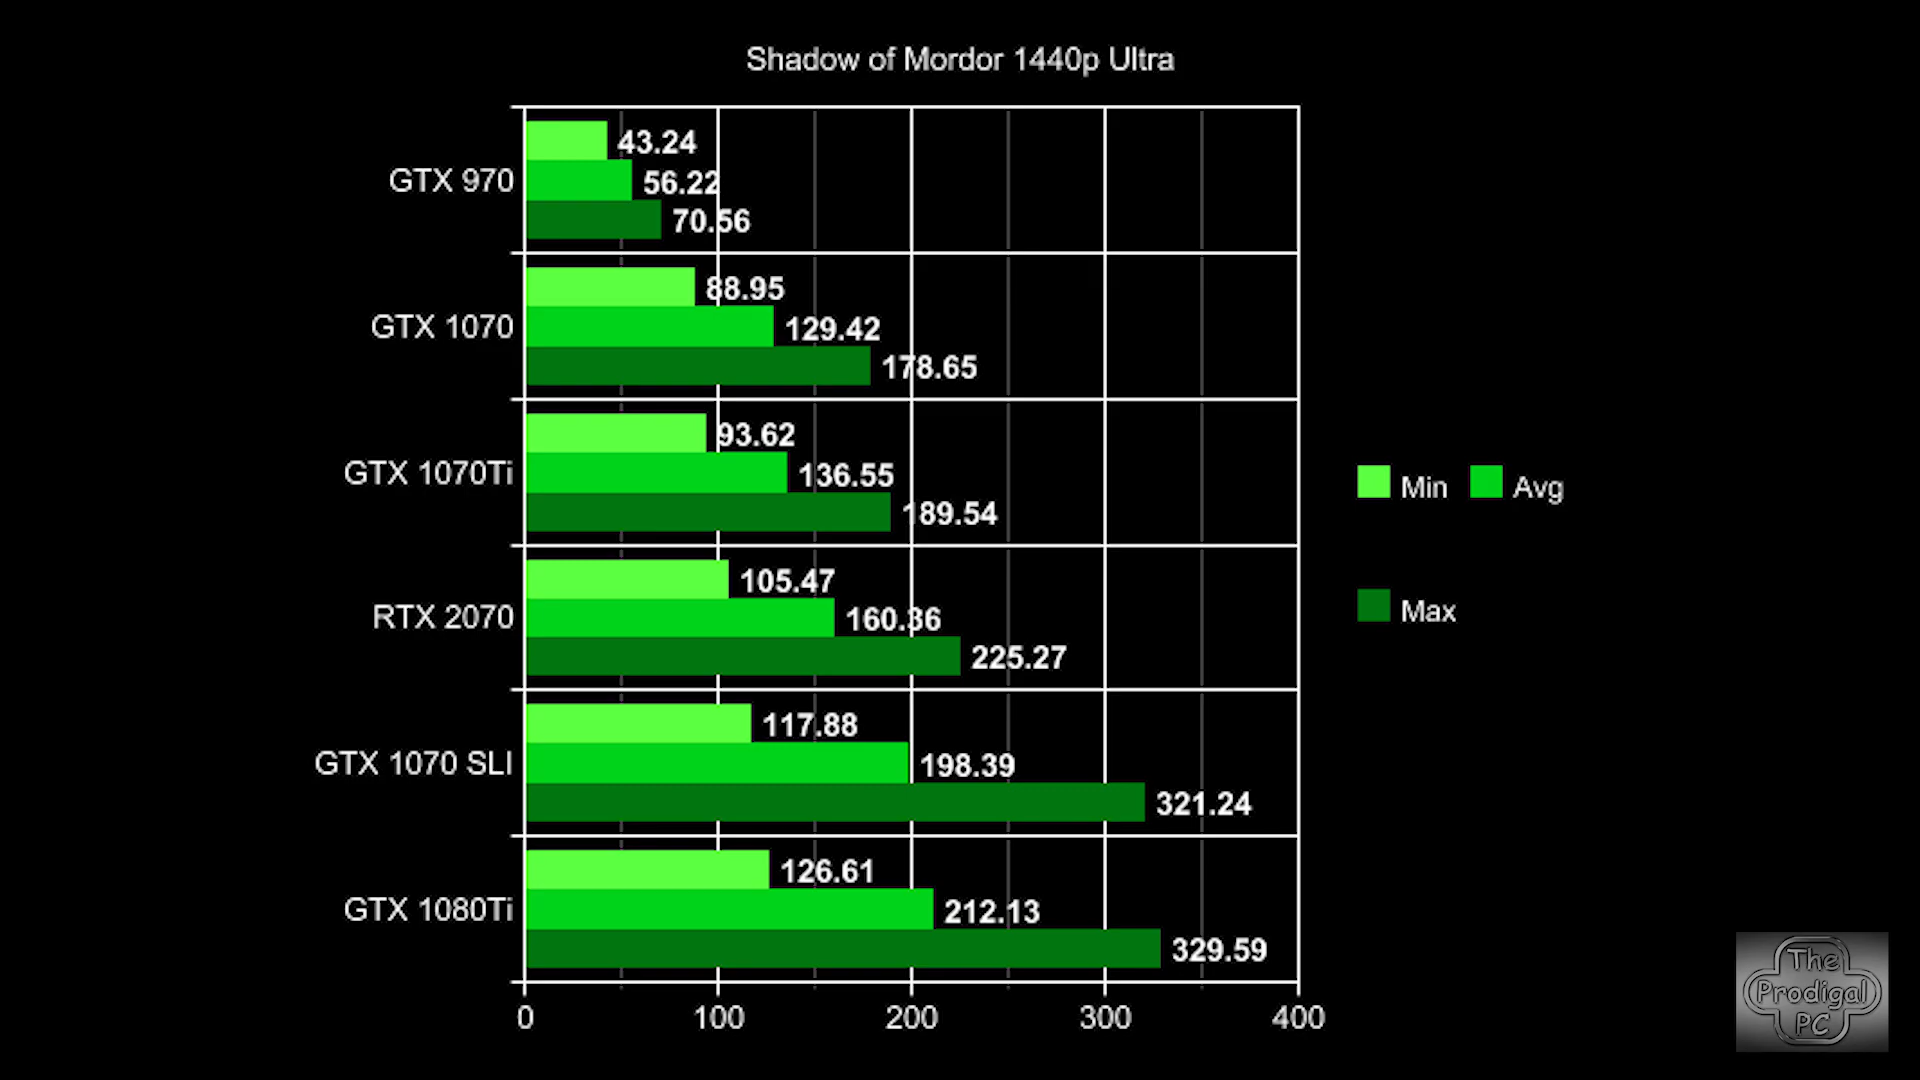 Shadow of Mordor 1440p Ultra
GTX 970
43.24
56.22
70.56
GTX 1070
88.95
129.42
178.65
GTX 1070Ti
93.62
136.55
189.54
RTX 2070
105.47
160.36
225.27
GTX 1070 SLI
117.88
198.39
321.24
GTX 1080Ti
126.61
212.13
329.59
0 100 200 300 400
Min Avg
Max
The
Prodigal
PC